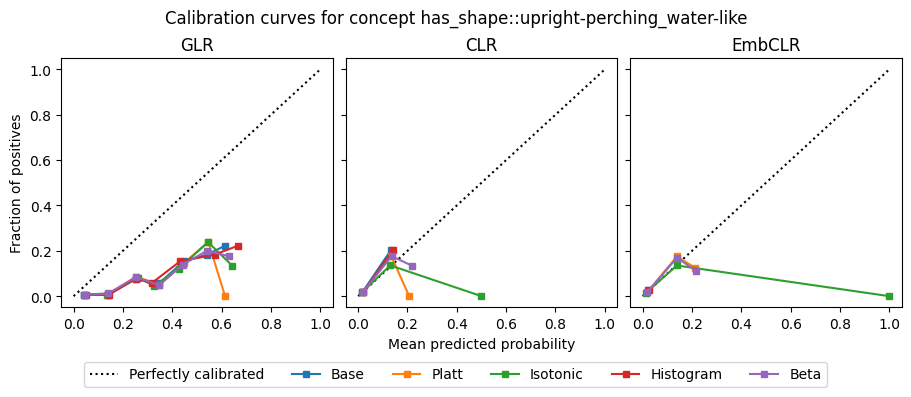 Calibration curves for concept has_shape::upright-perching_water-like
GLR
CLR
EmbCLR
Fraction of positives
1.0
0.8
0.6
0.4
0.2
0.0
0.0 0.2 0.4 0.6 0.8 1.0
0.0 0.2 0.4 0.6 0.8 1.0
0.0 0.2 0.4 0.6 0.8 1.0
Mean predicted probability
Perfectly calibrated Base Platt Isotonic Histogram Beta